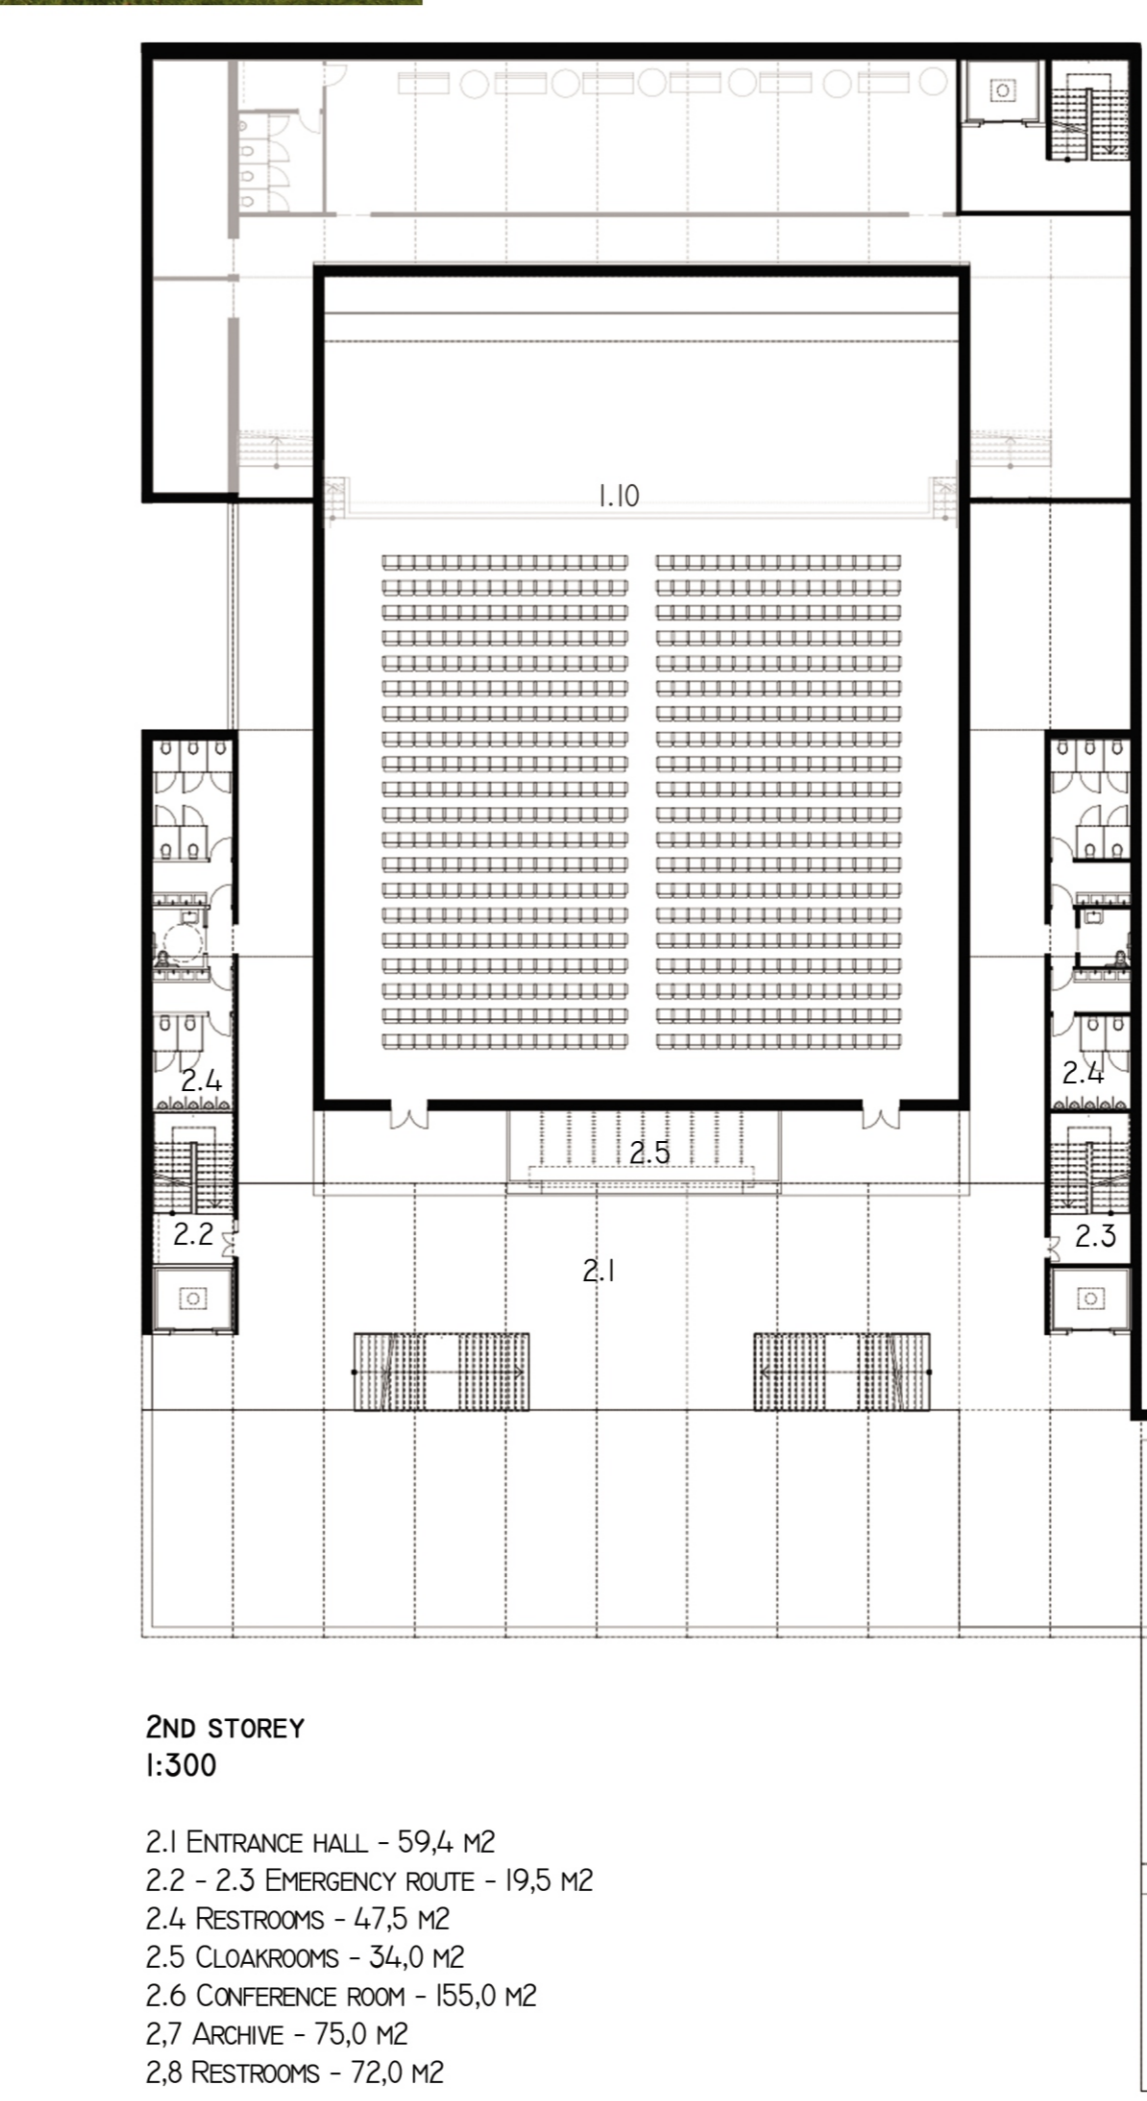 1.10
2.4
2.4
2.5
2.2
2.3
2.1
2ND STOREY
1:300
2.1 ENTRANCE HALL - 59,4 M2
2.2 - 2.3 EMERGENCY ROUTE - 19,5 M2
2.4 RESTROOMS - 47,5 M2
2.5 CLOAKROOMS - 34,0 M2
2.6 CONFERENCE ROOM - 155,0 M2
2,7 ARCHIVE - 75,0 M2
2,8 RESTROOMS - 72,0 M2